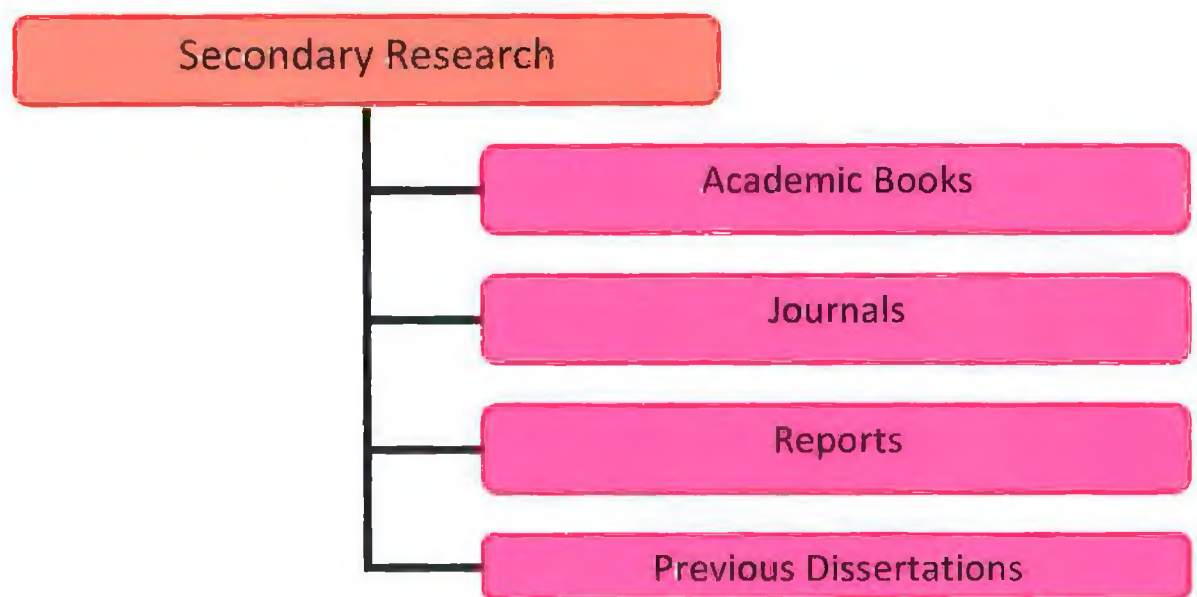 Secondary Research
Academic Books
Journals
Reports
Previous Dissertations